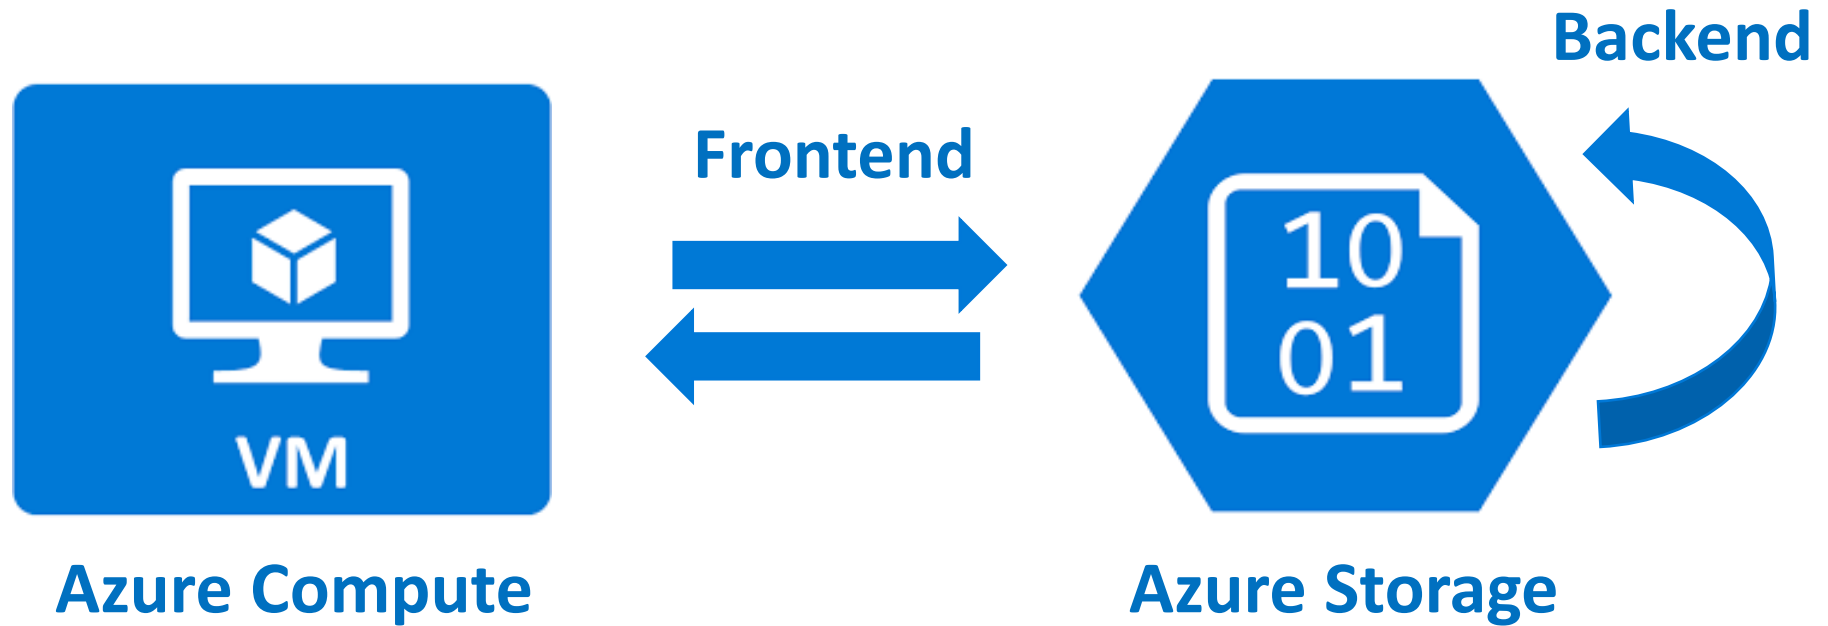 Backend
Frontend
10
01
VM
Azure Compute
Azure Storage